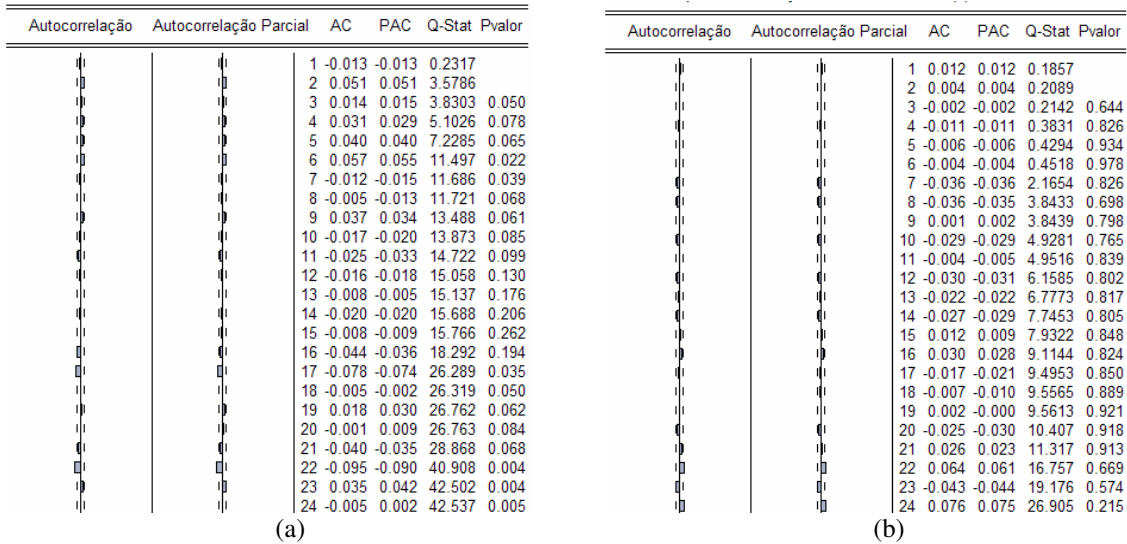 Autocorrelação Autocorrelação Parcial AC PAC Q-Stat Pvalor
1 -0.013 -0.013 0.2317
2 0.051 0.051 3.5786
3 0.014 0.015 3.8303 0.050
4 0.031 0.029 5.1026 0.078
5 0.040 0.040 7.2285 0.065
6 0.057 0.055 11.497 0.022
7 -0.012 -0.015 11.686 0.039
8 -0.005 -0.013 11.721 0.068
9 0.037 0.034 13.488 0.061
10 -0.017 -0.020 13.873 0.085
11 -0.025 -0.033 14.722 0.099
12 -0.016 -0.018 15.058 0.130
13 -0.008 -0.005 15.137 0.176
14 -0.020 -0.020 15.688 0.206
15 -0.008 -0.009 15.766 0.262
16 -0.044 -0.036 18.292 0.194
17 -0.078 -0.074 26.289 0.035
18 -0.005 -0.002 26.319 0.050
19 0.018 0.030 26.762 0.062
20 -0.001 0.009 26.763 0.084
21 -0.040 -0.035 28.868 0.068
22 -0.095 -0.090 40.908 0.004
23 0.035 0.042 42.502 0.004
24 -0.005 0.002 42.537 0.005
(a)
Autocorrelação Autocorrelação Parcial AC PAC Q-Stat Pvalor
1 0.012 0.012 0.1857
2 0.004 0.004 0.2089
3 -0.002 -0.002 0.2142 0.644
4 -0.011 -0.011 0.3831 0.826
5 -0.006 -0.006 0.4294 0.934
6 -0.004 -0.004 0.4518 0.978
7 -0.036 -0.036 2.1654 0.826
8 -0.036 -0.035 3.8433 0.698
9 0.001 0.002 3.8439 0.798
10 -0.029 -0.029 4.9281 0.765
11 -0.004 -0.005 4.9516 0.839
12 -0.030 -0.031 6.1585 0.802
13 -0.022 -0.022 6.7773 0.817
14 -0.027 -0.029 7.7453 0.805
15 0.012 0.009 7.9322 0.848
16 0.030 0.028 9.1144 0.824
17 -0.017 -0.021 9.4953 0.850
18 -0.007 -0.010 9.5565 0.889
19 0.002 -0.000 9.5613 0.921
20 -0.025 -0.030 10.407 0.918
21 0.026 0.023 11.317 0.913
22 0.064 0.061 16.757 0.669
23 -0.043 -0.044 19.176 0.574
24 0.076 0.075 26.905 0.215
(b)